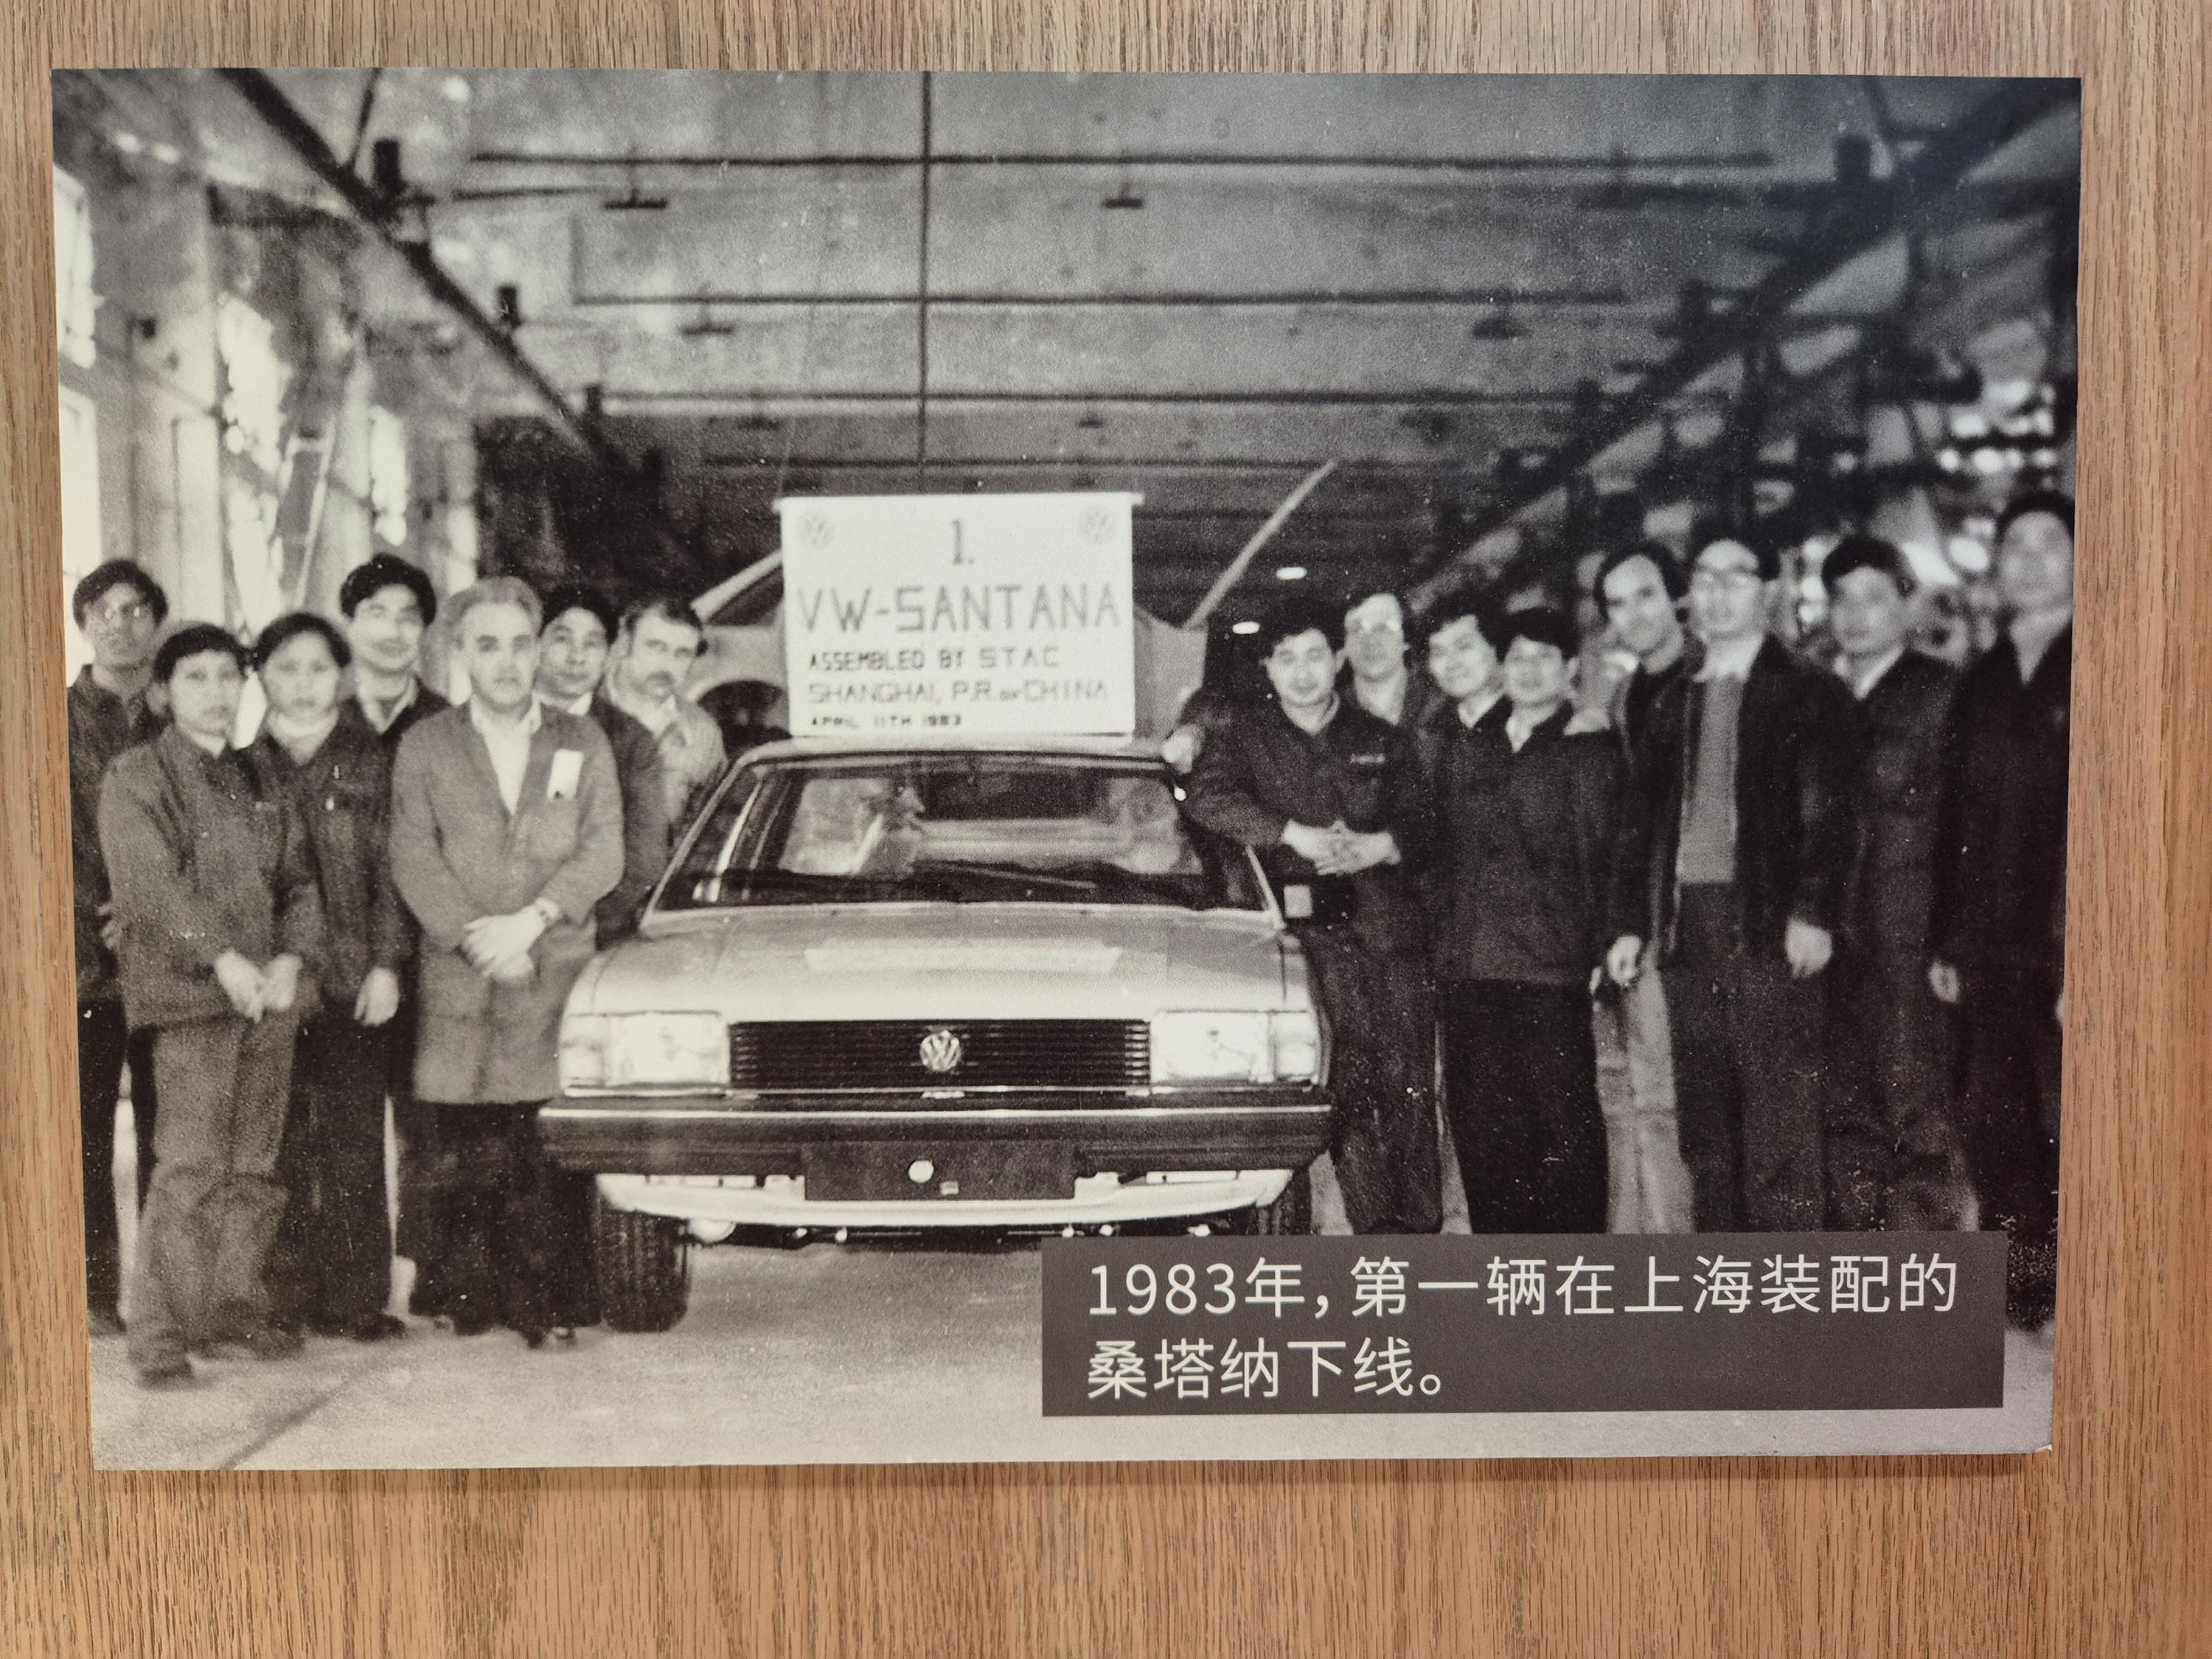 1.
VW-SANTANA
ASSEMBLED BY STAC
SHANGHAI, P.R. OF CHINA
APRIL 11TH 1983
1983年，第一辆在上海装配的
桑塔纳下线。